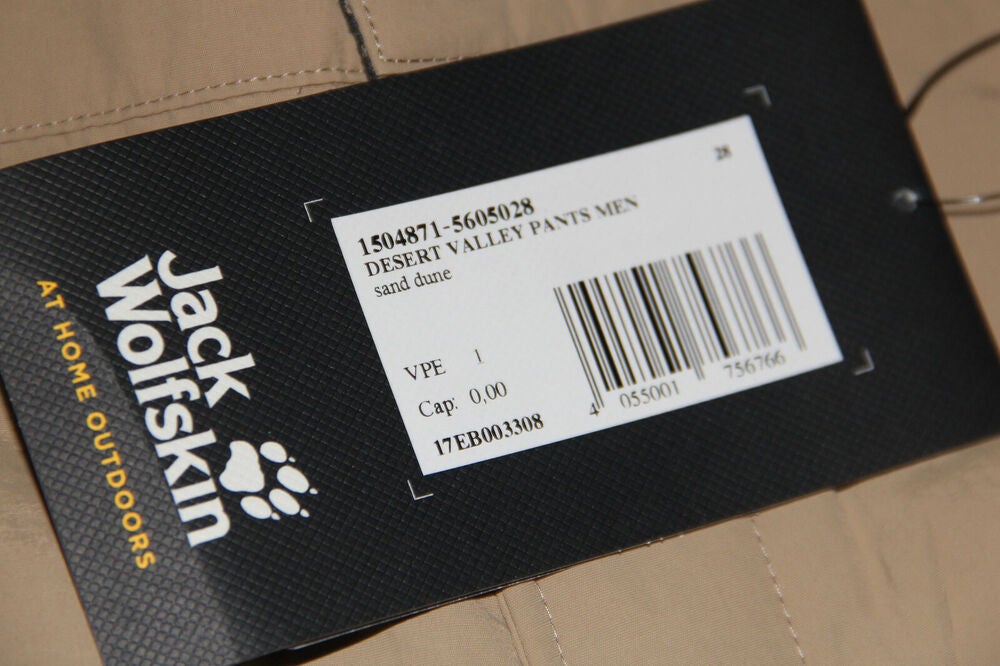 Jack
Wolfskin
AT HOME OUTDOORS
28
1504871-5605028
DESERT VALLEY PANTS MEN
sand dune
VPE 1
Cap: 0,00
17EB003308
4 055001 756766